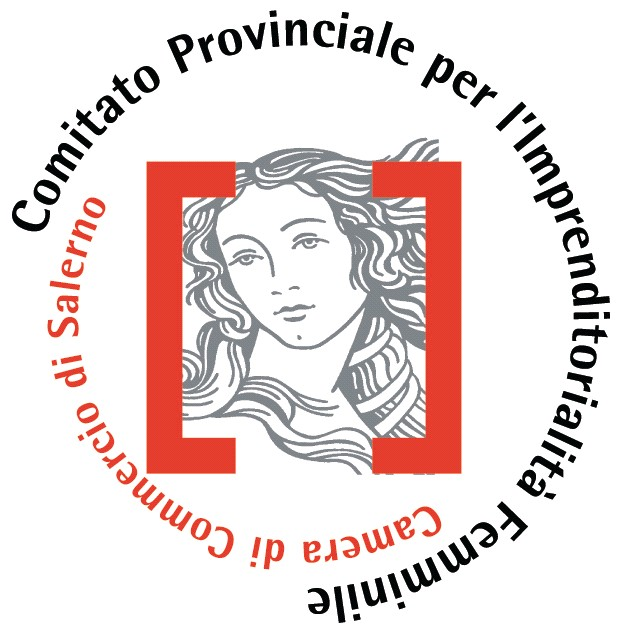 Comitato Provinciale per l'Imprenditorialità Femminile
Camera di Commercio di Salerno